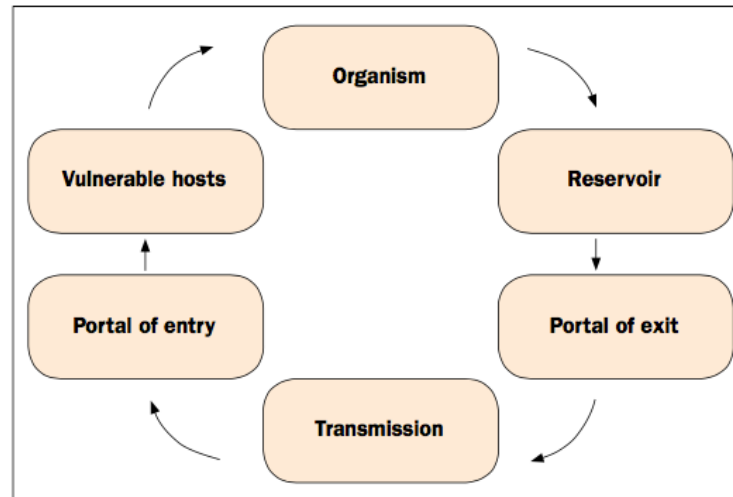 Organism
Vulnerable hosts
Reservoir
Portal of entry
Portal of exit
Transmission